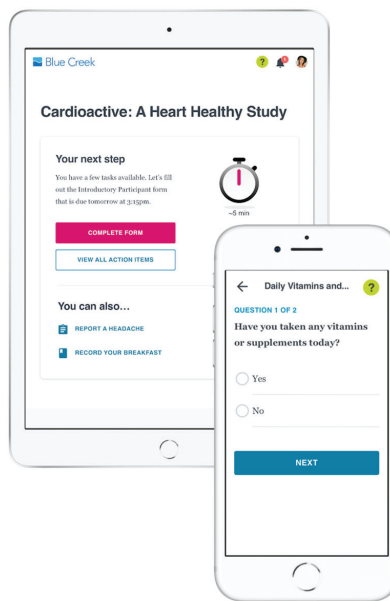 Blue Creek
?
Cardioactive: A Heart Healthy Study
Your next step
You have a few tasks available. Let's fill
out the Introductory Participant form
that is due tomorrow at 3:15pm.
~5 min
COMPLETE FORM
VIEW ALL ACTION ITEMS
You can also...
REPORT A HEADACHE
RECORD YOUR BREAKFAST
Daily Vitamins and...
?
QUESTION 1 OF 2
Have you taken any vitamins
or supplements today?
Yes
No
NEXT